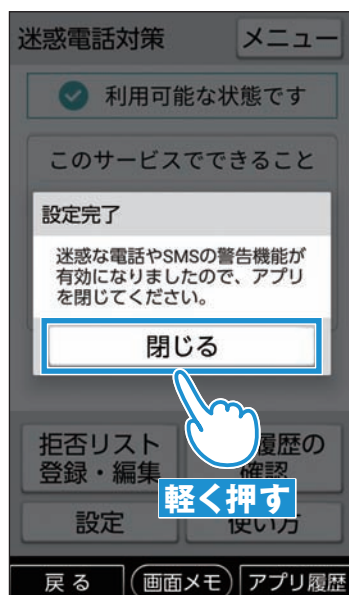 迷惑電話対策
メニュー
利用可能な状態です
このサービスでできること
設定完了
迷惑な電話やSMSの警告機能が
有効になりましたので、アプリ
を閉じてください。
閉じる
拒否リスト
登録・編集
履歴の
確認
軽く押す
設定
使い方
戻る
画面メモ
アプリ履歴